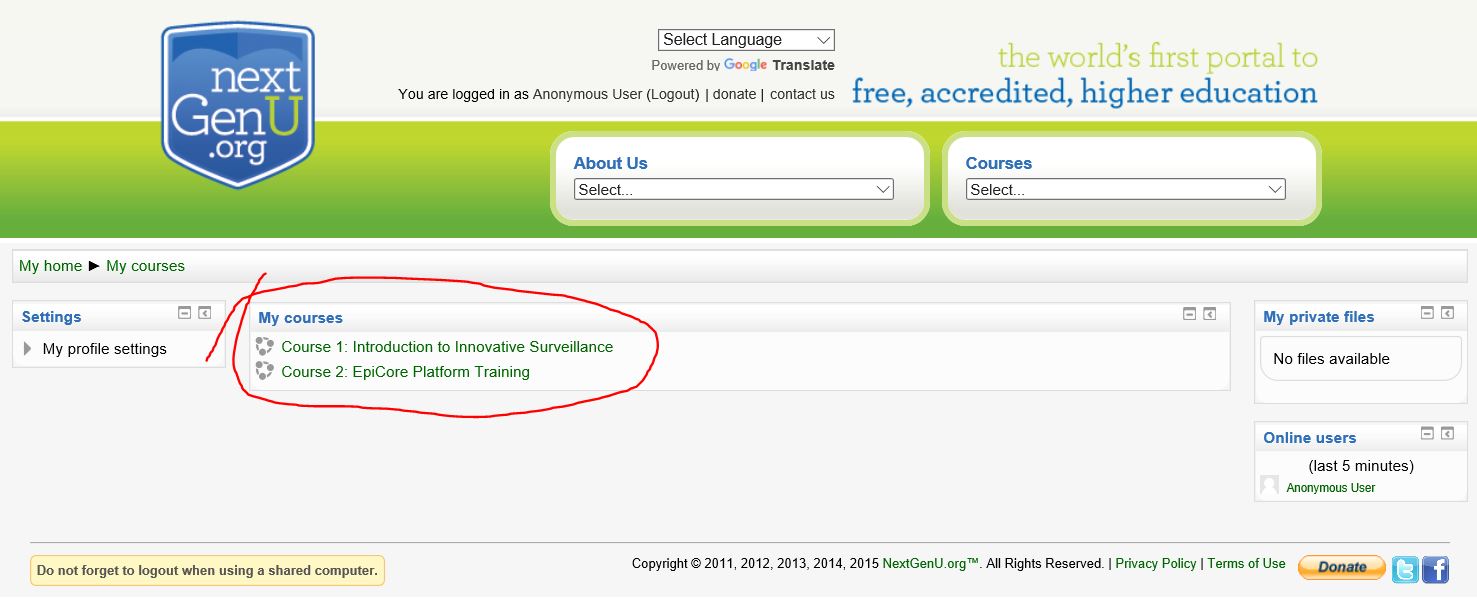 next
GenU
.org
Select Language
Powered by Google Translate
You are logged in as Anonymous User (Logout) | donate | contact us
the world's first portal to
free, accredited, higher education
About Us
Select...
Courses
Select...
My home ► My courses
Settings
My profile settings
My courses
Course 1: Introduction to Innovative Surveillance
Course 2: EpiCore Platform Training
My private files
No files available
Online users
(last 5 minutes)
Anonymous User
Do not forget to logout when using a shared computer.
Copyright © 2011, 2012, 2013, 2014, 2015 NextGenU.org™. All Rights Reserved. | Privacy Policy | Terms of Use
Donate